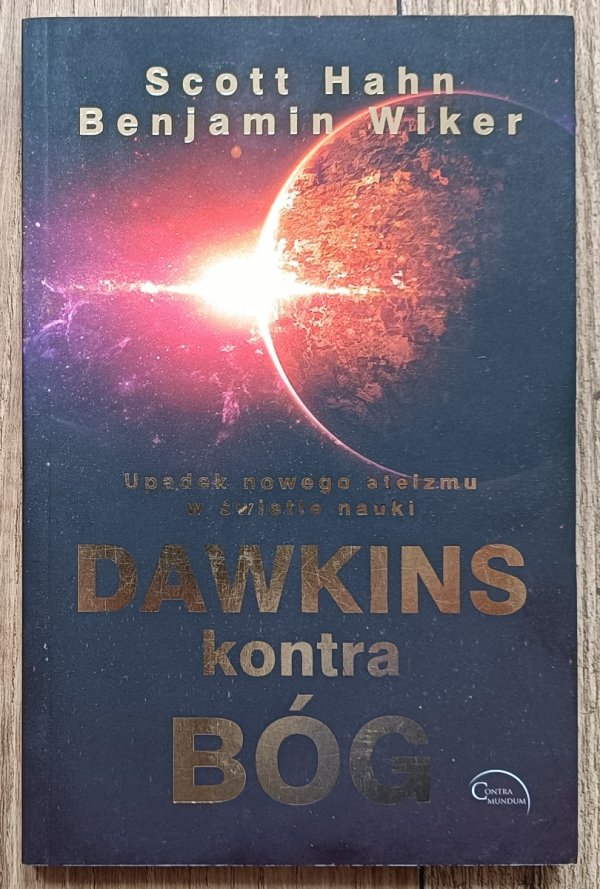 Scott Hahn
Benjamin Wiker
Upadek nowego ateizmu
w świetle nauki
DAWKINS
kontra
BÓG
CONTRA
MUNDUM